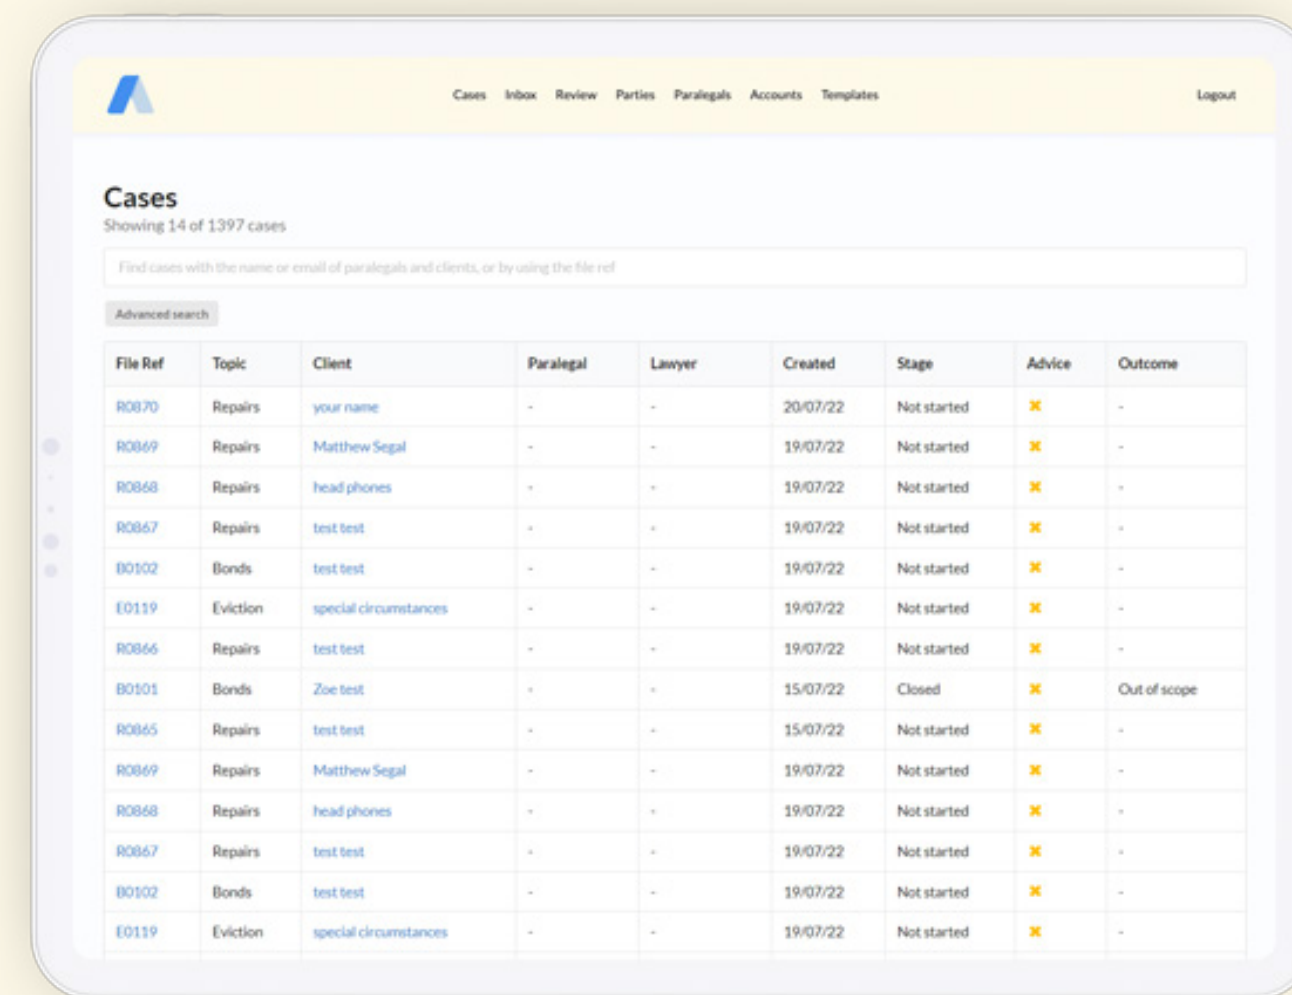 Cases Inbox Review Parties Paralegals Accounts Templates Logout
Cases
Showing 14 of 1397 cases
Find cases with the name or email of paralegals and clients, or by using the file ref
Advanced search
File Ref Topic Client Paralegal Lawyer Created Stage Advice Outcome
R0870 Repairs your name - - 20/07/22 Not started ✖ -
R0869 Repairs Matthew Segal - - 19/07/22 Not started ✖ -
R0868 Repairs head phones - - 19/07/22 Not started ✖ -
R0867 Repairs test test - - 19/07/22 Not started ✖ -
B0102 Bonds test test - - 19/07/22 Not started ✖ -
E0119 Eviction special circumstances - - 19/07/22 Not started ✖ -
R0866 Repairs test test - - 19/07/22 Not started ✖ -
B0101 Bonds Zoe test - - 15/07/22 Closed ✖ Out of scope
R0865 Repairs test test - - 15/07/22 Not started ✖ -
R0869 Repairs Matthew Segal - - 19/07/22 Not started ✖ -
R0868 Repairs head phones - - 19/07/22 Not started ✖ -
R0867 Repairs test test - - 19/07/22 Not started ✖ -
B0102 Bonds test test - - 19/07/22 Not started ✖ -
E0119 Eviction special circumstances - - 19/07/22 Not started ✖ -